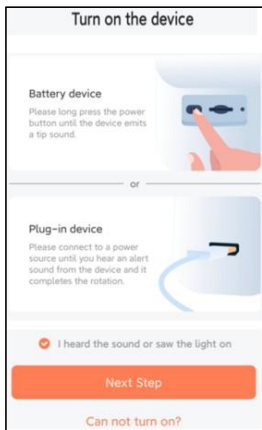 Turn on the device
Battery device
Please long press the power
button until the device emits
a tip sound.
or
Plug-in device
Please connect to a power
source until you hear an alert
sound from the device and it
completes the rotation.
I heard the sound or saw the light on
Next Step
Can not turn on?